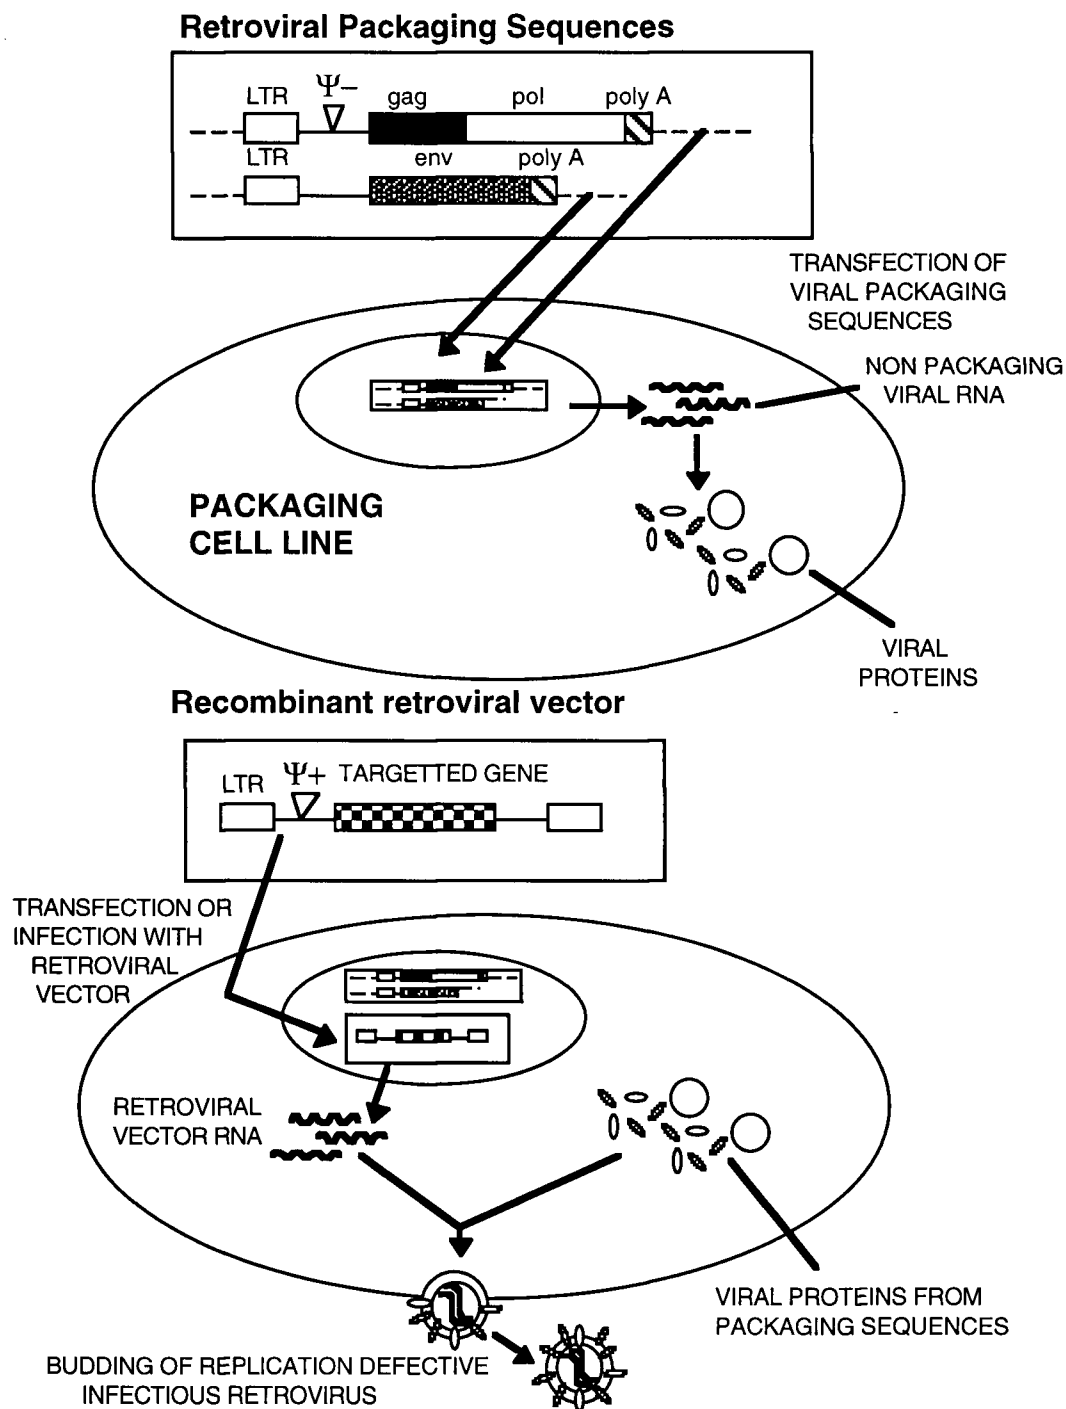 Retroviral Packaging Sequences
LTR Ψ− gag pol poly A
LTR env poly A
TRANSFECTION OF
VIRAL PACKAGING
SEQUENCES
NON PACKAGING
VIRAL RNA
PACKAGING
CELL LINE
VIRAL
PROTEINS
Recombinant retroviral vector
LTR Ψ+ TARGETTED GENE
TRANSFECTION OR
INFECTION WITH
RETROVIRAL
VECTOR
RETROVIRAL
VECTOR RNA
VIRAL PROTEINS FROM
PACKAGING SEQUENCES
BUDDING OF REPLICATION DEFECTIVE
INFECTIOUS RETROVIRUS